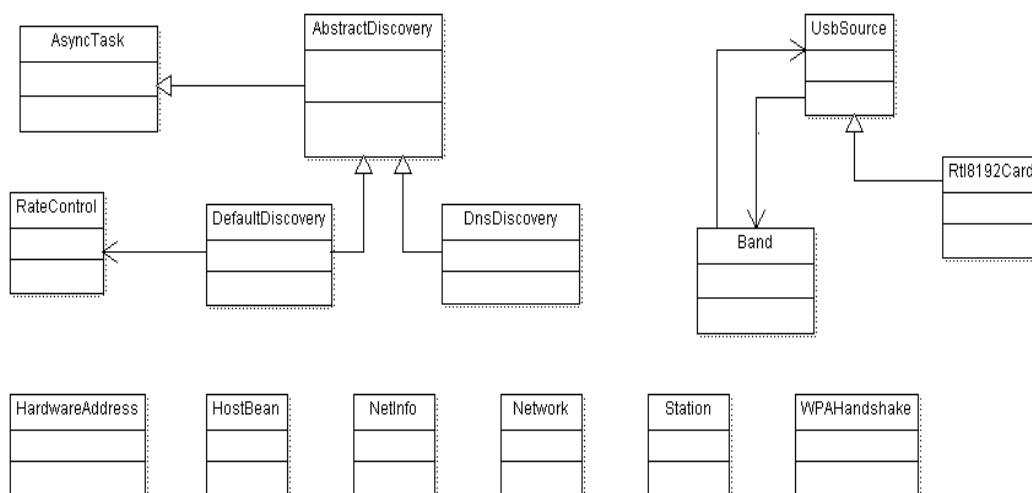 AsyncTask
AbstractDiscovery
UsbSource
Rtl8192Card
RateControl
DefaultDiscovery
DnsDiscovery
Band
HardwareAddress
HostBean
NetInfo
Network
Station
WPAHandshake